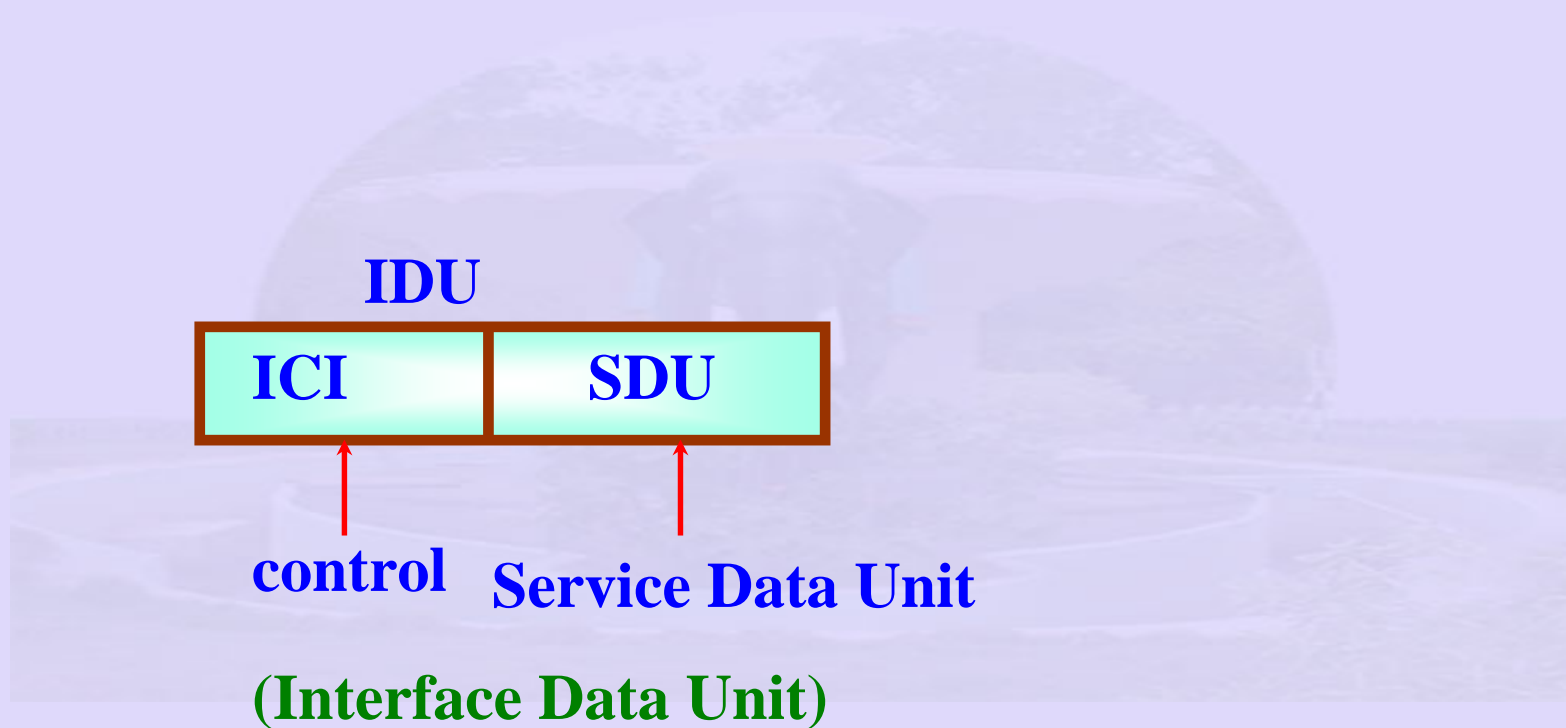 IDU
ICI SDU
control Service Data Unit
(Interface Data Unit)